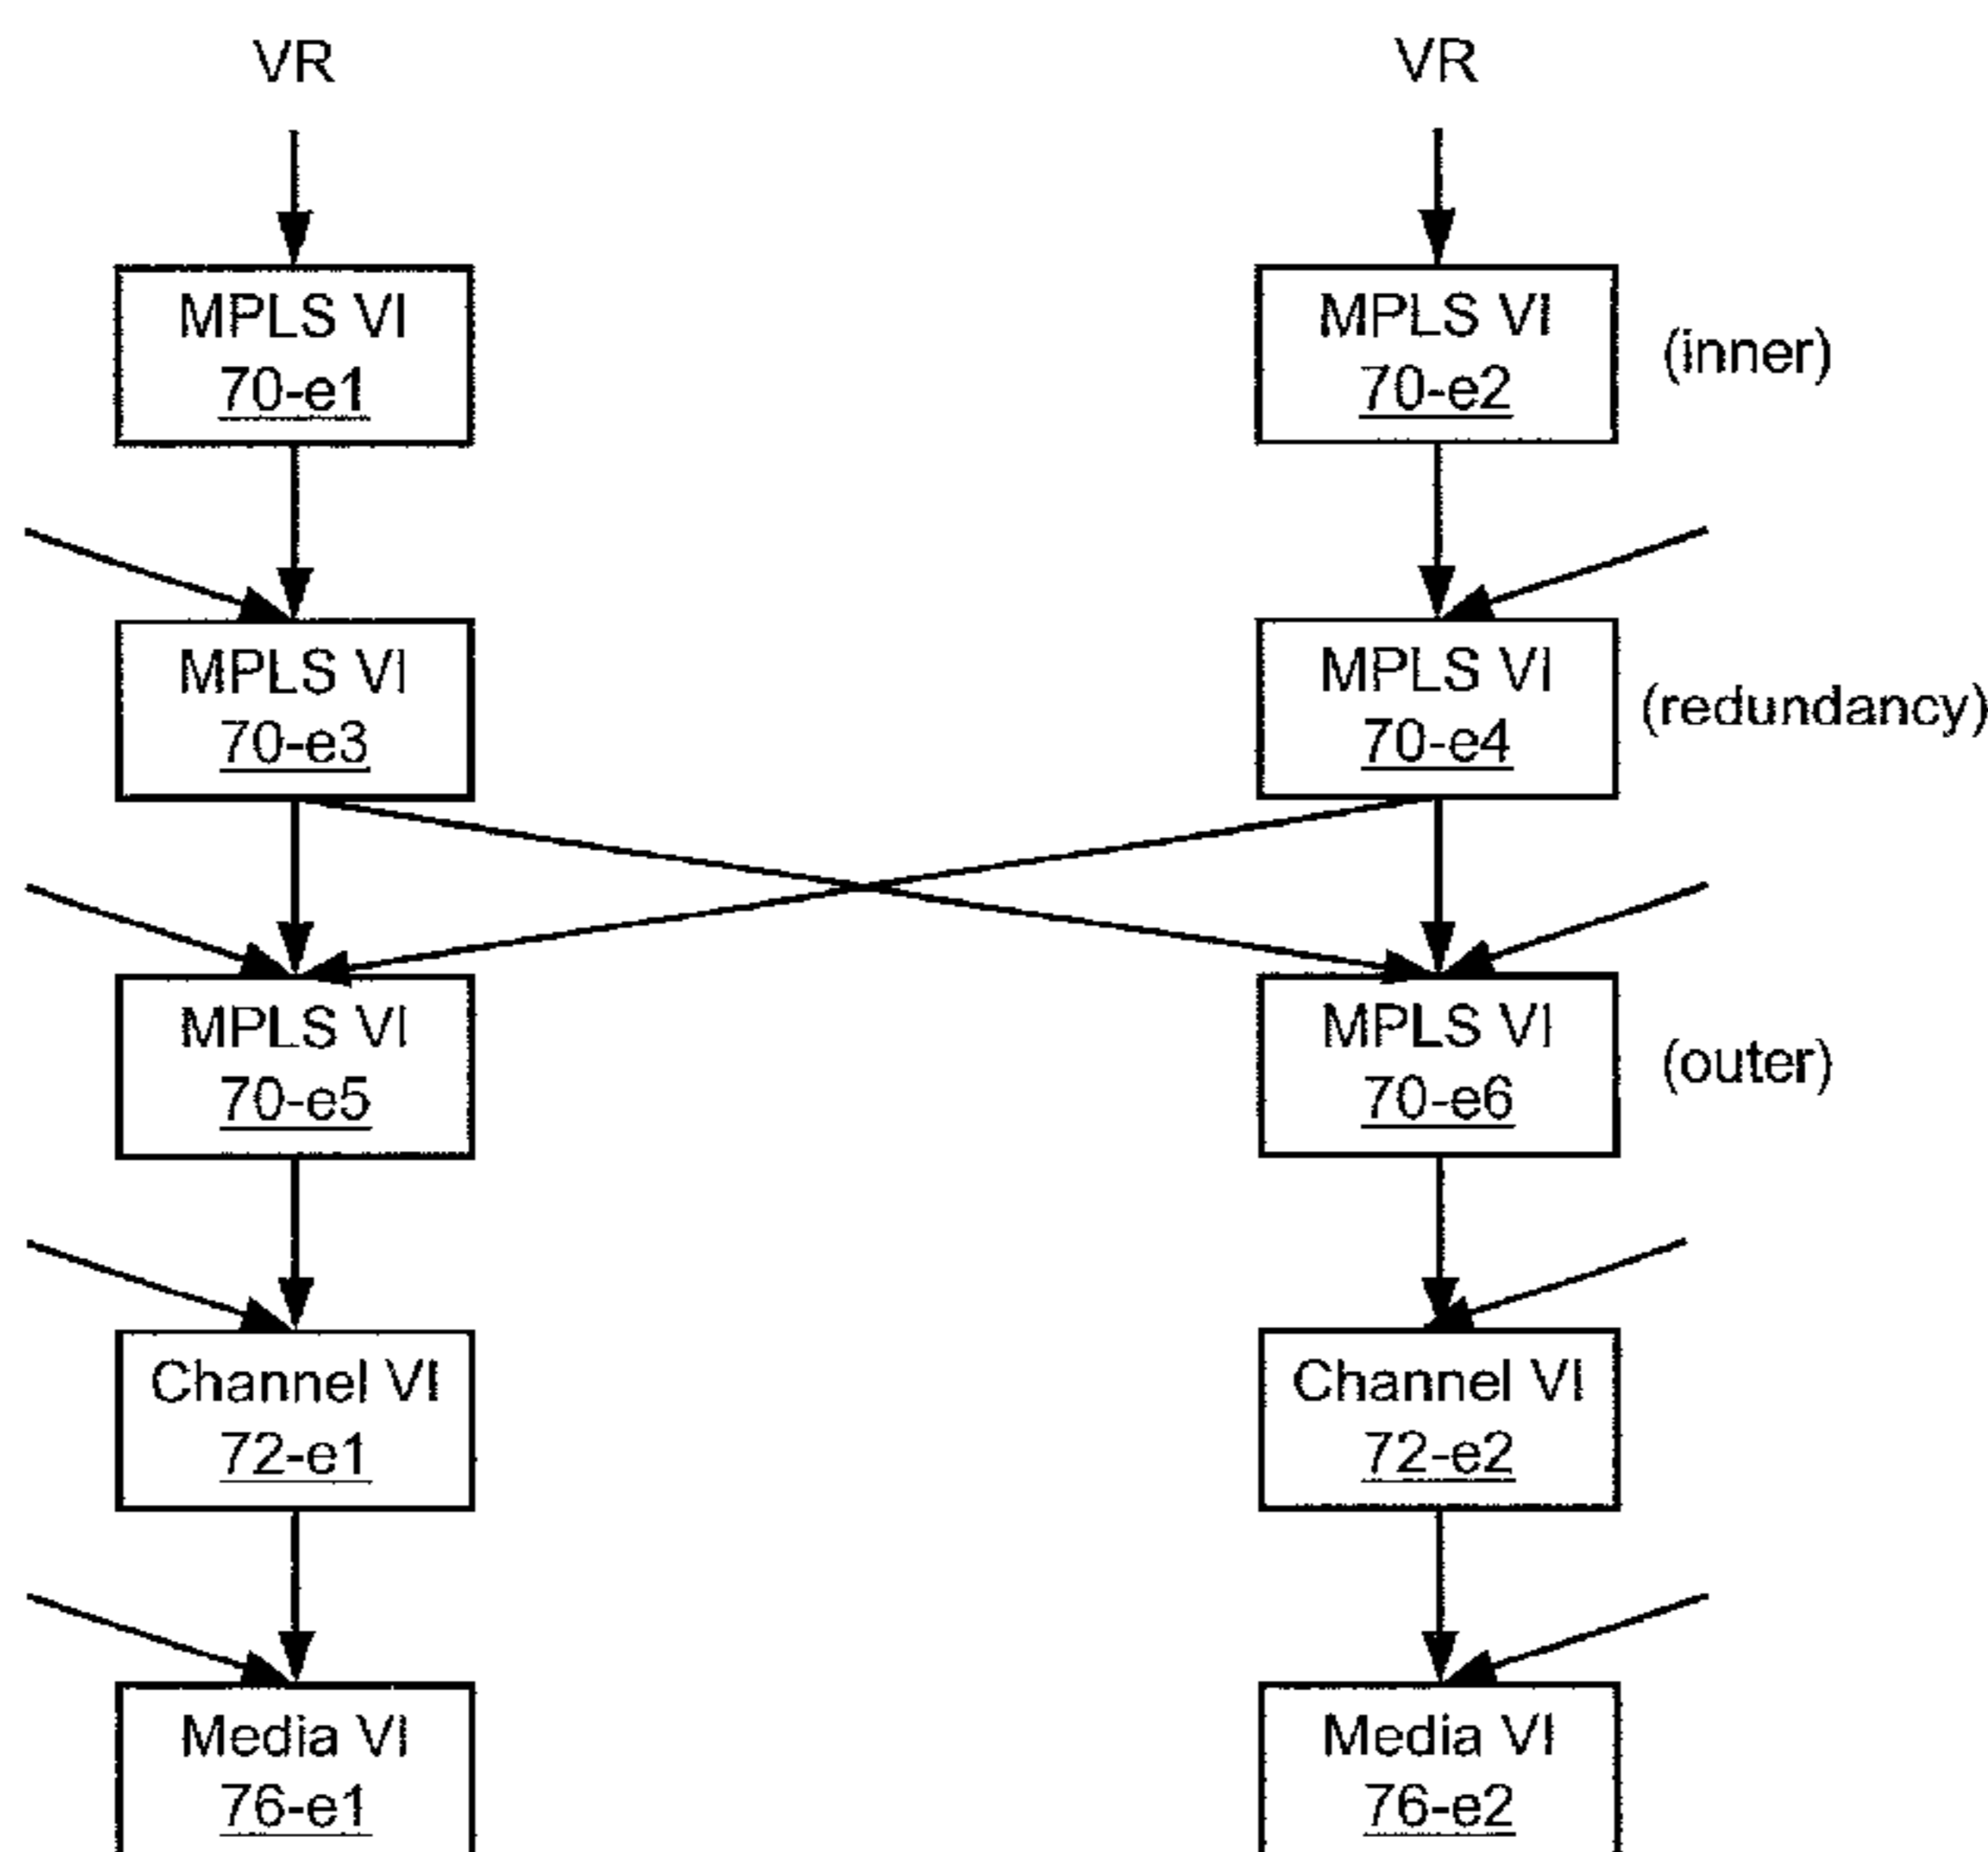 VR
VR
MPLS VI
70-e1
MPLS VI
70-e2
(inner)
MPLS VI
70-e3
MPLS VI
70-e4
(redundancy)
MPLS VI
70-e5
MPLS VI
70-e6
(outer)
Channel VI
72-e1
Channel VI
72-e2
Media VI
76-e1
Media VI
76-e2